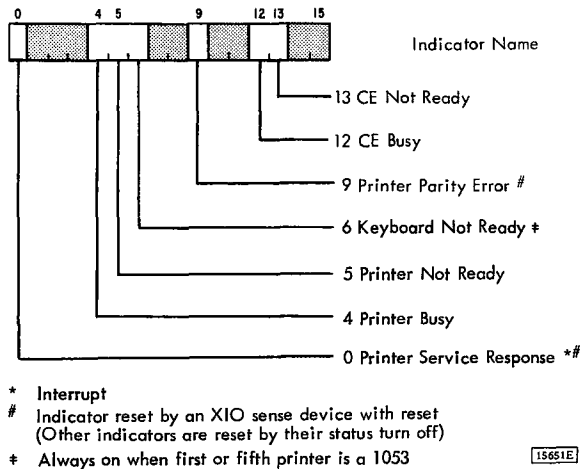 0 4 5 9 12 13 15
Indicator Name
13 CE Not Ready
12 CE Busy
9 Printer Parity Error #
6 Keyboard Not Ready ‡
5 Printer Not Ready
4 Printer Busy
0 Printer Service Response *#
* Interrupt
# Indicator reset by an XIO sense device with reset
(Other indicators are reset by their status turn off)
‡ Always on when first or fifth printer is a 1053
15651E